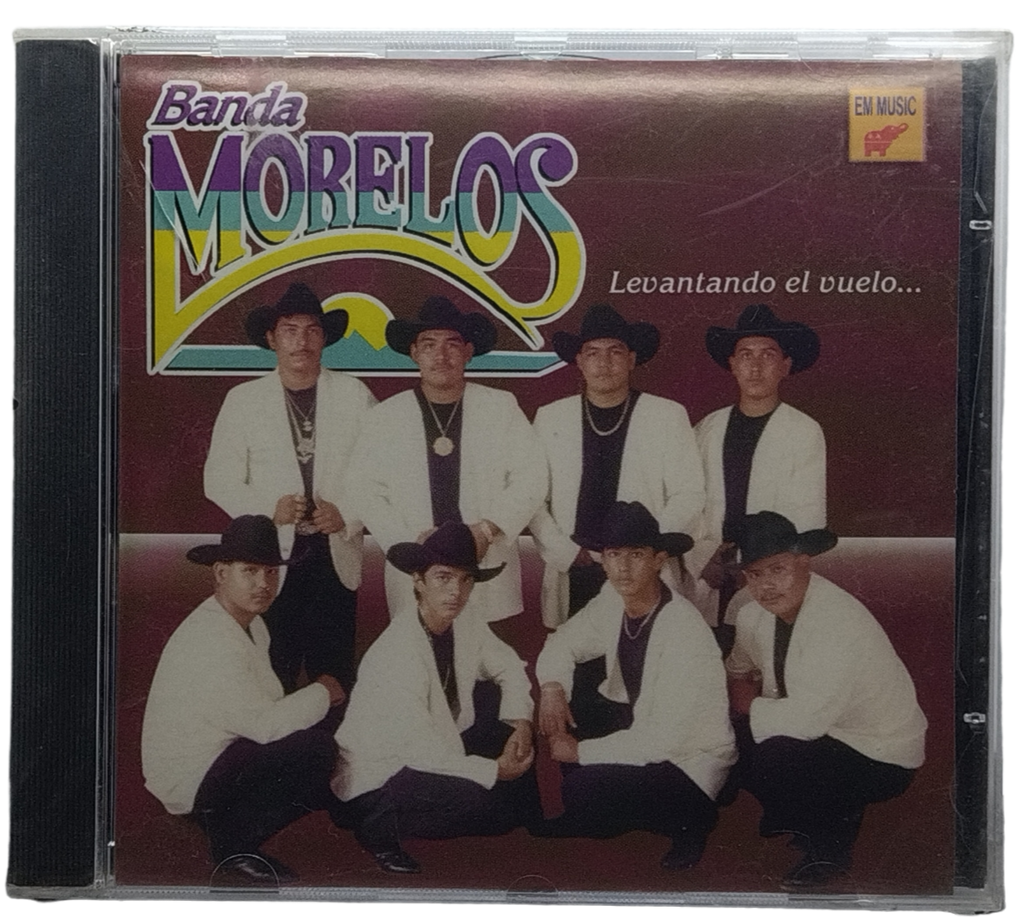 Banda
MORELOS
EM MUSIC
Levantando el vuelo...